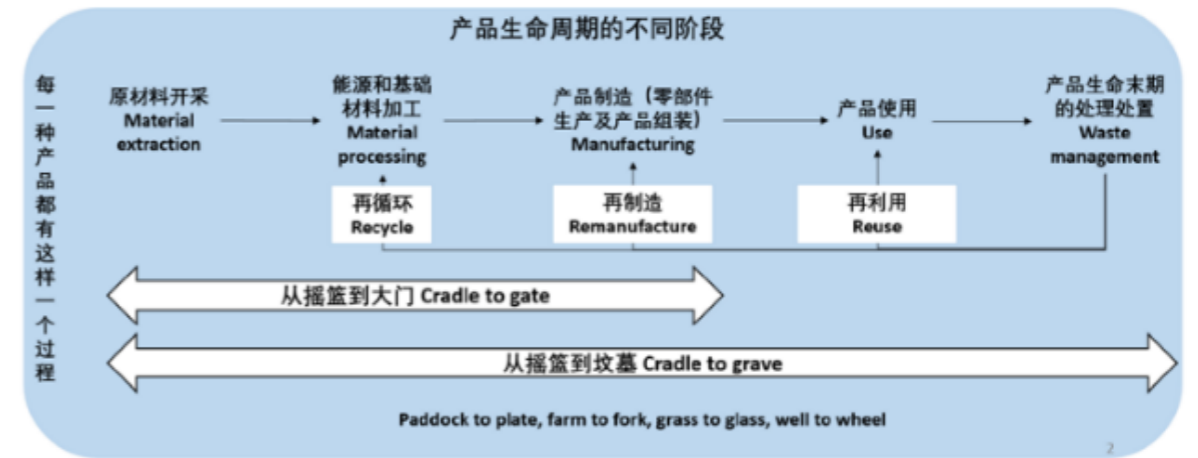 产品生命周期的不同阶段
每一种产品都有这样一个过程
原材料开采
Material
extraction
能源和基础
材料加工
Material
processing
产品制造（零部件
生产及产品组装）
Manufacturing
产品使用
Use
产品生命末期
的处理处置
Waste
management
再循环
Recycle
再制造
Remanufacture
再利用
Reuse
从摇篮到大门 Cradle to gate
从摇篮到坟墓 Cradle to grave
Paddock to plate, farm to fork, grass to glass, well to wheel
2